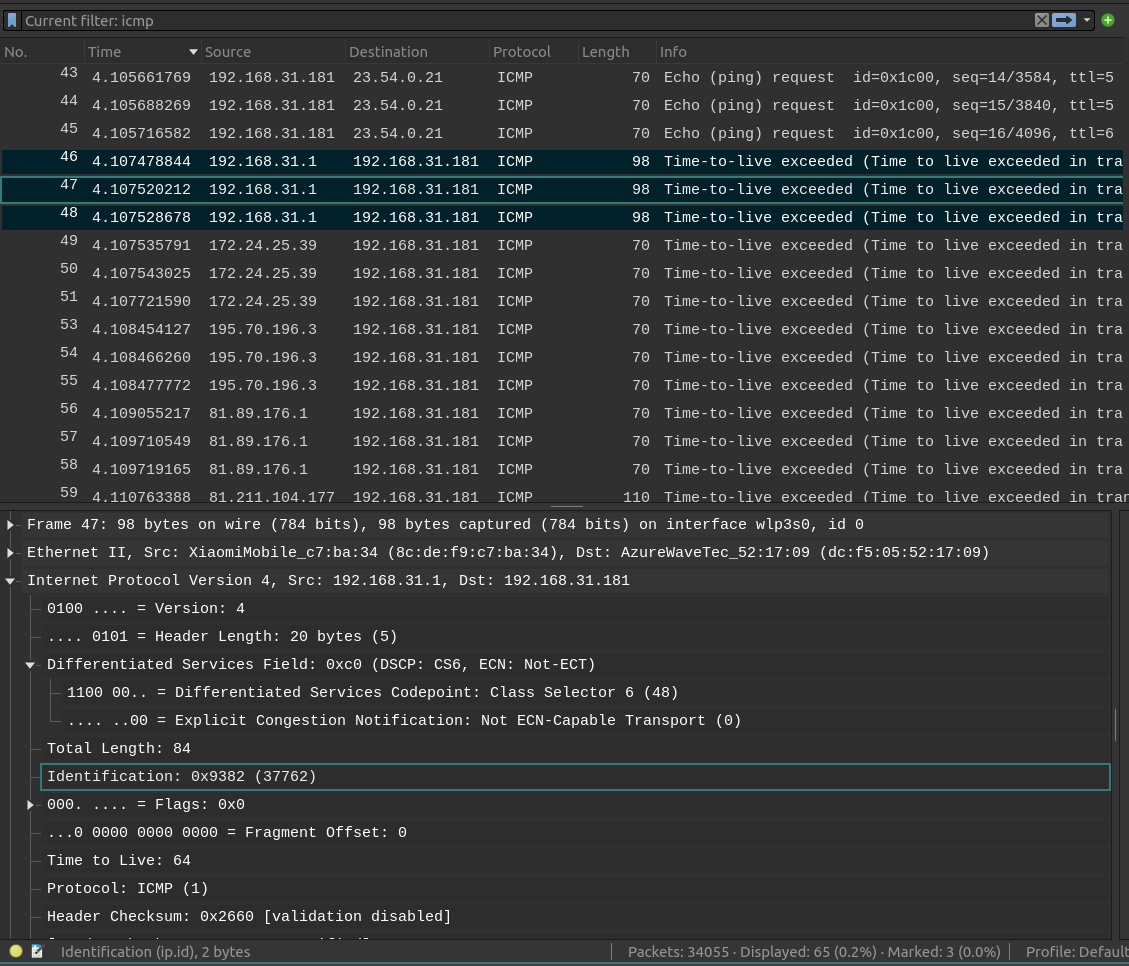 Current filter: icmp
No. Time Source Destination Protocol Length Info
43 4.105661769 192.168.31.181 23.54.0.21 ICMP 70 Echo (ping) request id=0x1c00, seq=14/3584, ttl=5
44 4.105688269 192.168.31.181 23.54.0.21 ICMP 70 Echo (ping) request id=0x1c00, seq=15/3840, ttl=5
45 4.105716582 192.168.31.181 23.54.0.21 ICMP 70 Echo (ping) request id=0x1c00, seq=16/4096, ttl=6
46 4.107478844 192.168.31.1 192.168.31.181 ICMP 98 Time-to-live exceeded (Time to live exceeded in tra
47 4.107520212 192.168.31.1 192.168.31.181 ICMP 98 Time-to-live exceeded (Time to live exceeded in tra
48 4.107528678 192.168.31.1 192.168.31.181 ICMP 98 Time-to-live exceeded (Time to live exceeded in tra
49 4.107535791 172.24.25.39 192.168.31.181 ICMP 70 Time-to-live exceeded (Time to live exceeded in tra
50 4.107543025 172.24.25.39 192.168.31.181 ICMP 70 Time-to-live exceeded (Time to live exceeded in tra
51 4.107721590 172.24.25.39 192.168.31.181 ICMP 70 Time-to-live exceeded (Time to live exceeded in tra
53 4.108454127 195.70.196.3 192.168.31.181 ICMP 70 Time-to-live exceeded (Time to live exceeded in tra
54 4.108466260 195.70.196.3 192.168.31.181 ICMP 70 Time-to-live exceeded (Time to live exceeded in tra
55 4.108477772 195.70.196.3 192.168.31.181 ICMP 70 Time-to-live exceeded (Time to live exceeded in tra
56 4.109055217 81.89.176.1 192.168.31.181 ICMP 70 Time-to-live exceeded (Time to live exceeded in tra
57 4.109710549 81.89.176.1 192.168.31.181 ICMP 70 Time-to-live exceeded (Time to live exceeded in tra
58 4.109719165 81.89.176.1 192.168.31.181 ICMP 70 Time-to-live exceeded (Time to live exceeded in tra
59 4.110763388 81.211.104.177 192.168.31.181 ICMP 110 Time-to-live exceeded (Time to live exceeded in tran
Frame 47: 98 bytes on wire (784 bits), 98 bytes captured (784 bits) on interface wlp3s0, id 0
Ethernet II, Src: XiaomiMobile_c7:ba:34 (8c:de:f9:c7:ba:34), Dst: AzureWaveTec_52:17:09 (dc:f5:05:52:17:09)
Internet Protocol Version 4, Src: 192.168.31.1, Dst: 192.168.31.181
0100 .... = Version: 4
.... 0101 = Header Length: 20 bytes (5)
Differentiated Services Field: 0xc0 (DSCP: CS6, ECN: Not-ECT)
1100 00.. = Differentiated Services Codepoint: Class Selector 6 (48)
.... ..00 = Explicit Congestion Notification: Not ECN-Capable Transport (0)
Total Length: 84
Identification: 0x9382 (37762)
000. .... = Flags: 0x0
...0 0000 0000 0000 = Fragment Offset: 0
Time to Live: 64
Protocol: ICMP (1)
Header Checksum: 0x2660 [validation disabled]
Identification (ip.id), 2 bytes
Packets: 34055 · Displayed: 65 (0.2%) · Marked: 3 (0.0%)
Profile: Default